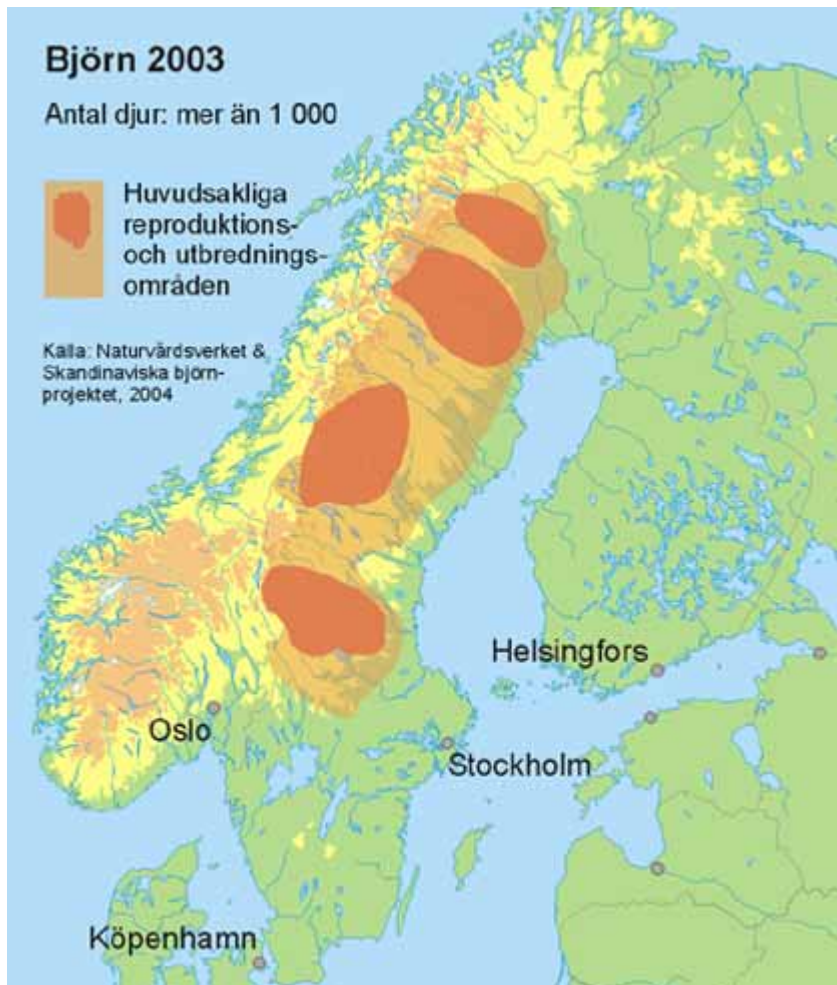 Björn 2003
Antal djur: mer än 1 000
Huvudsakliga
reproduktions-
och utbrednings-
områden
Källa: Naturvårdsverket &
Skandinaviska björn-
projektet, 2004
Helsingfors
Oslo
Stockholm
Köpenhamn